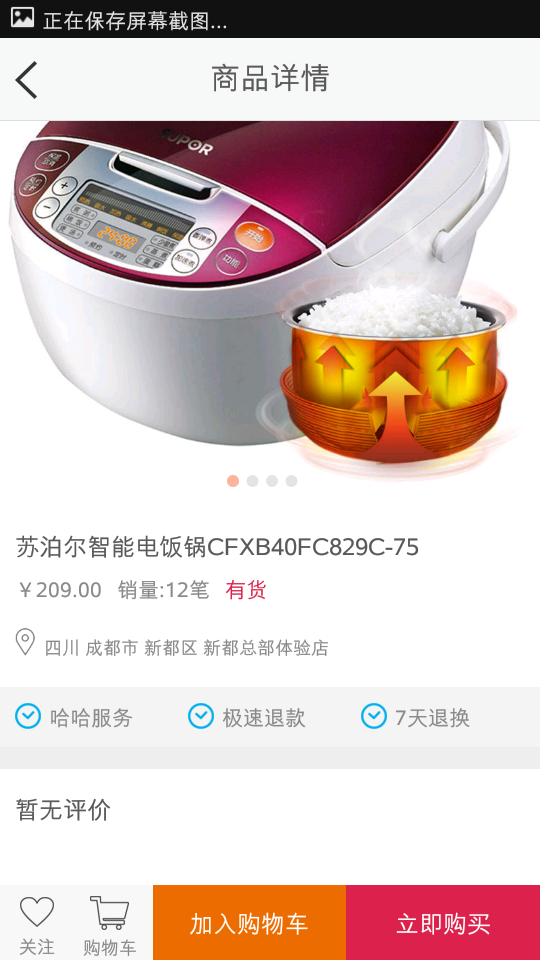 正在保存屏幕截图...
商品详情
SUPOR
开始
功能
苏泊尔智能电饭锅CFXB40FC829C-75
￥209.00 销量:12笔 有货
四川 成都市 新都区 新都总部体验店
哈哈服务 极速退款 7天退换
暂无评价
关注 购物车 加入购物车 立即购买